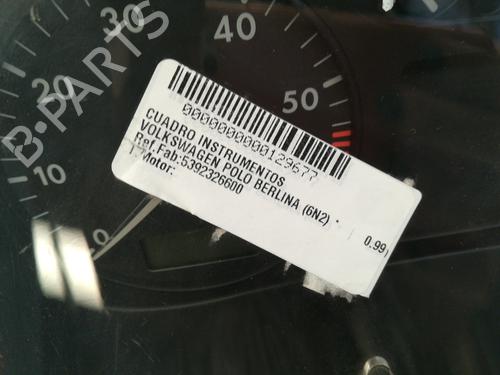 B-PARTS
30
40
20
50
10
0
0000000000129677
CUADRO INSTRUMENTOS
VOLKSWAGEN POLO BERLINA (6N2) *
Ref.Fab:5392326600
T.Motor:
0.99)